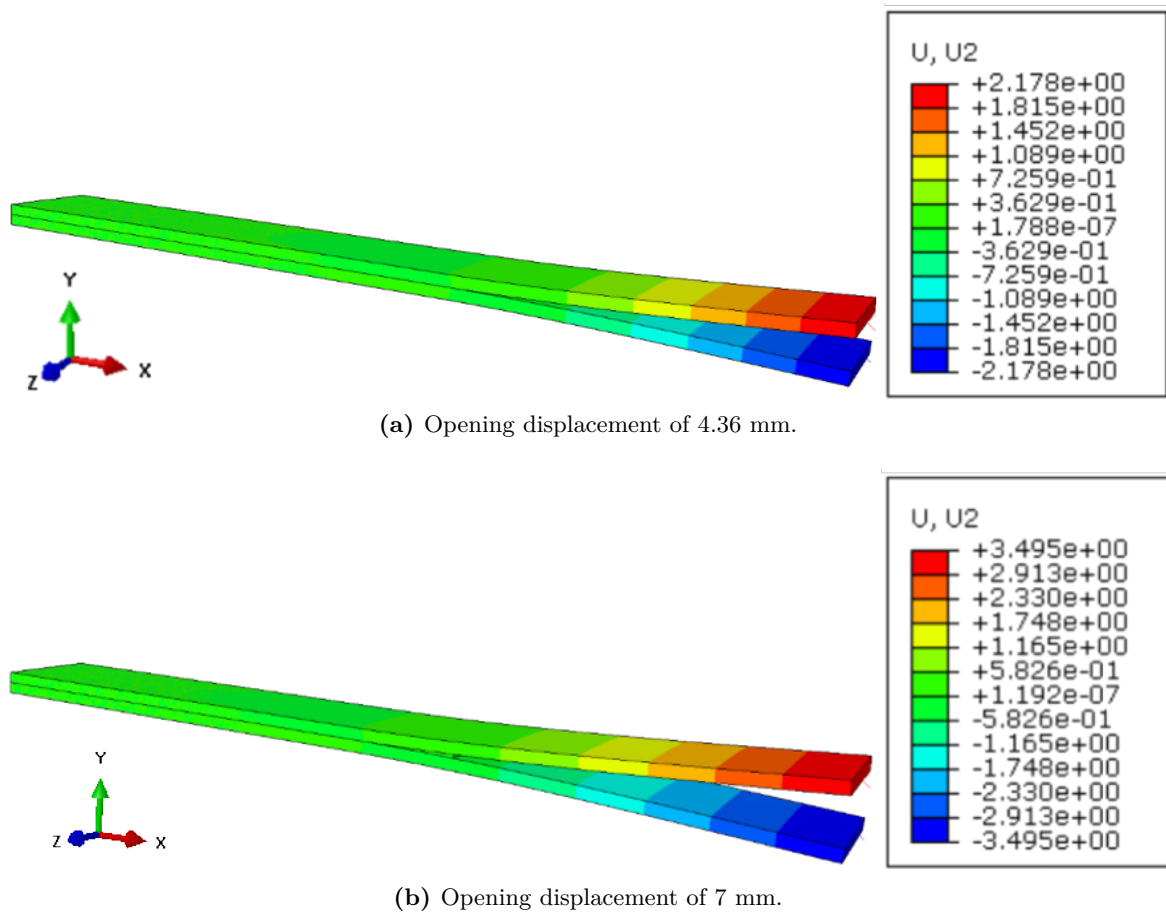 U, U2
+2.178e+00
+1.815e+00
+1.452e+00
+1.089e+00
+7.259e-01
+3.629e-01
+1.788e-07
-3.629e-01
-7.259e-01
-1.089e+00
-1.452e+00
-1.815e+00
-2.178e+00
Y
Z
X
(a) Opening displacement of 4.36 mm.
U, U2
+3.495e+00
+2.913e+00
+2.330e+00
+1.748e+00
+1.165e+00
+5.826e-01
+1.192e-07
-5.826e-01
-1.165e+00
-1.748e+00
-2.330e+00
-2.913e+00
-3.495e+00
Y
Z
X
(b) Opening displacement of 7 mm.